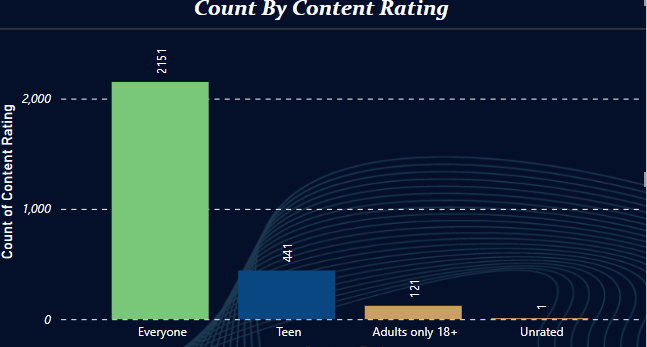 Count By Content Rating
Count of Content Rating
2,000
1,000
0
2151
441
121
1
Everyone
Teen
Adults only 18+
Unrated